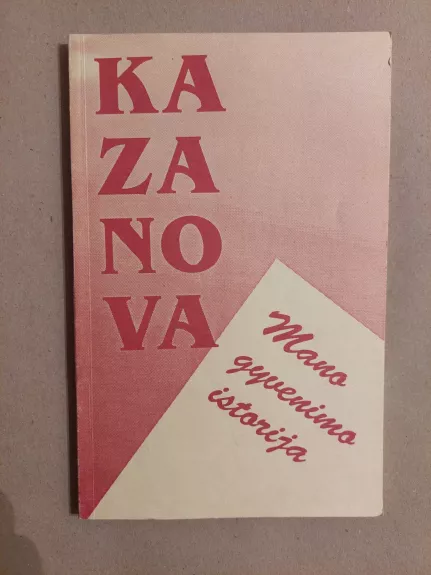 KA
ZA
NO
VA
Mano
gyvenimo
istorija